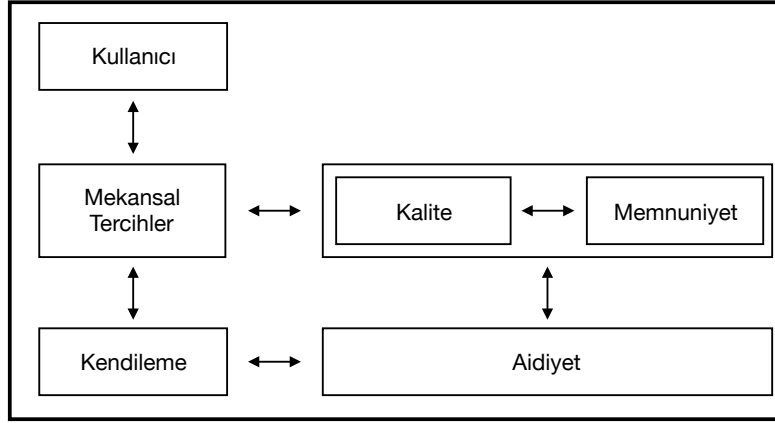 Kullanıcı
Mekansal
Tercihler
Kalite
Memnuniyet
Kendileme
Aidiyet